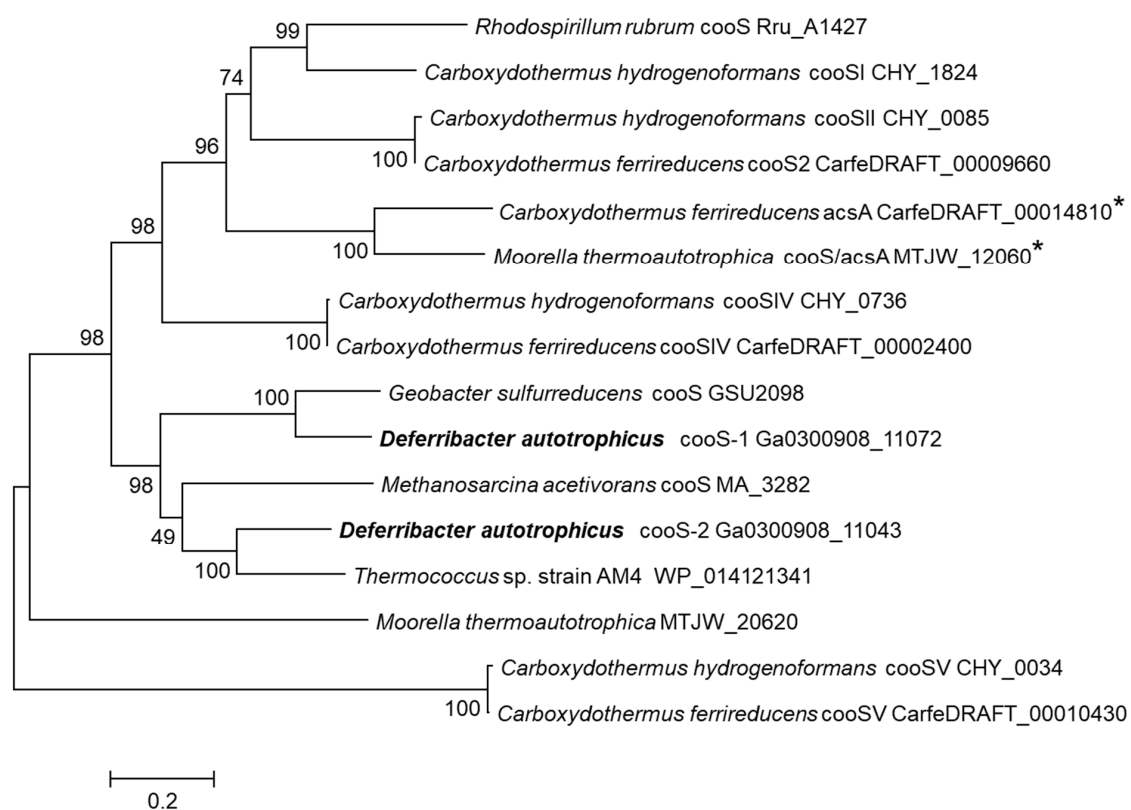 99
Rhodospirillum rubrum cooS Rru_A1427
Carboxydothermus hydrogenoformans cooSI CHY_1824
74
Carboxydothermus hydrogenoformans cooSII CHY_0085
96
100
Carboxydothermus ferrireducens cooS2 CarfeDRAFT_00009660
Carboxydothermus ferrireducens acsA CarfeDRAFT_00014810*
98
100
Moorella thermoautotrophica cooS/acsA MTJW_12060*
Carboxydothermus hydrogenoformans cooSIV CHY_0736
98
100
Carboxydothermus ferrireducens cooSIV CarfeDRAFT_00002400
100
Geobacter sulfurreducens cooS GSU2098
Deferribacter autotrophicus cooS-1 Ga0300908_11072
98
Methanosarcina acetivorans cooS MA_3282
49
Deferribacter autotrophicus cooS-2 Ga0300908_11043
100
Thermococcus sp. strain AM4 WP_014121341
Moorella thermoautotrophica MTJW_20620
Carboxydothermus hydrogenoformans cooSV CHY_0034
100
Carboxydothermus ferrireducens cooSV CarfeDRAFT_00010430
0.2